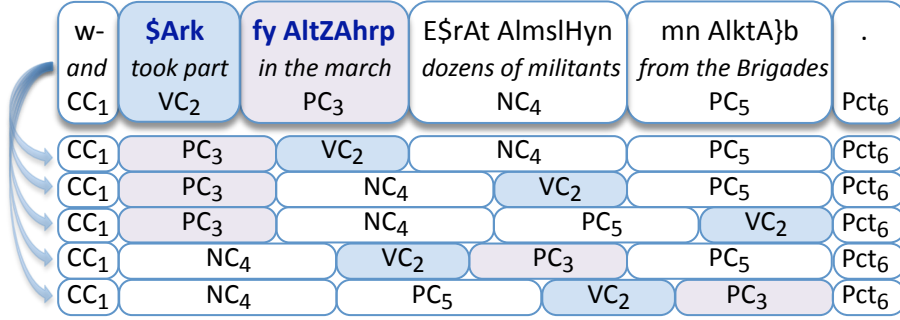 w- $Ark fy AltZAhrp E$rAt AlmslHyn mn AlktA}b .
and took part in the march dozens of militants from the Brigades
CC1 VC2 PC3 NC4 PC5 Pct6
CC1 PC3 VC2 NC4 PC5 Pct6
CC1 PC3 NC4 VC2 PC5 Pct6
CC1 PC3 NC4 PC5 VC2 Pct6
CC1 NC4 VC2 PC3 PC5 Pct6
CC1 NC4 PC5 VC2 PC3 Pct6